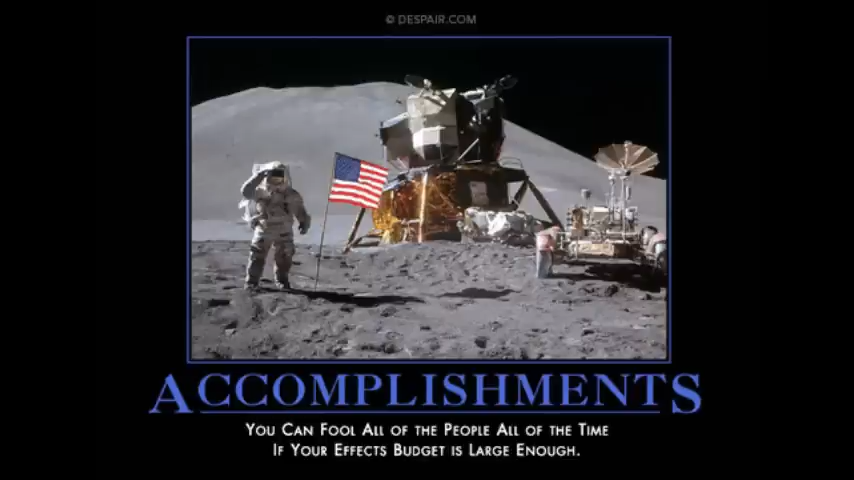 © DESPAIR.COM
ACCOMPLISHMENTS
YOU CAN FOOL ALL OF THE PEOPLE ALL OF THE TIME
IF YOUR EFFECTS BUDGET IS LARGE ENOUGH.